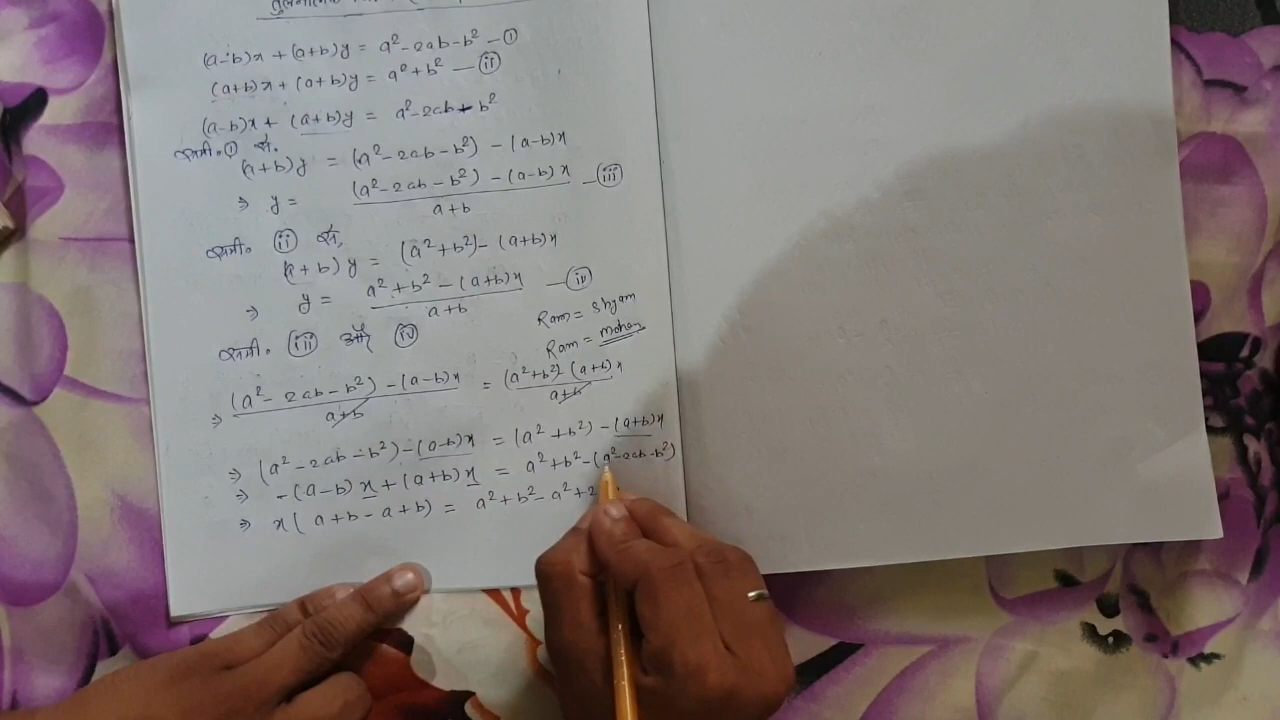 तुलनात्मक
(a-b)x + (a+b)y = a² - 2ab - b² — (i)
(a+b)x + (a+b)y = a² + b² — (ii)
(a-b)x + (a+b)y = a² - 2ab + b²
समी० (i) से,
(a+b)y = (a² - 2ab - b²) - (a-b)x
⇒ y = (a² - 2ab - b²) - (a-b)x / a+b — (iii)
समी० (ii) से,
(a+b)y = (a² + b²) - (a+b)x
⇒ y = a² + b² - (a+b)x / a+b — (iv)
समी० (iii) और (iv)
Ram = Shyam
Ram = mohan
⇒ (a² - 2ab - b²) - (a-b)x / a+b = (a² + b²) - (a+b)x / a+b
⇒ (a² - 2ab - b²) - (a-b)x = (a² + b²) - (a+b)x
⇒ -(a-b)x + (a+b)x = a² + b² - (a² - 2ab - b²)
⇒ x(a+b-a+b) = a² + b² - a² + 2